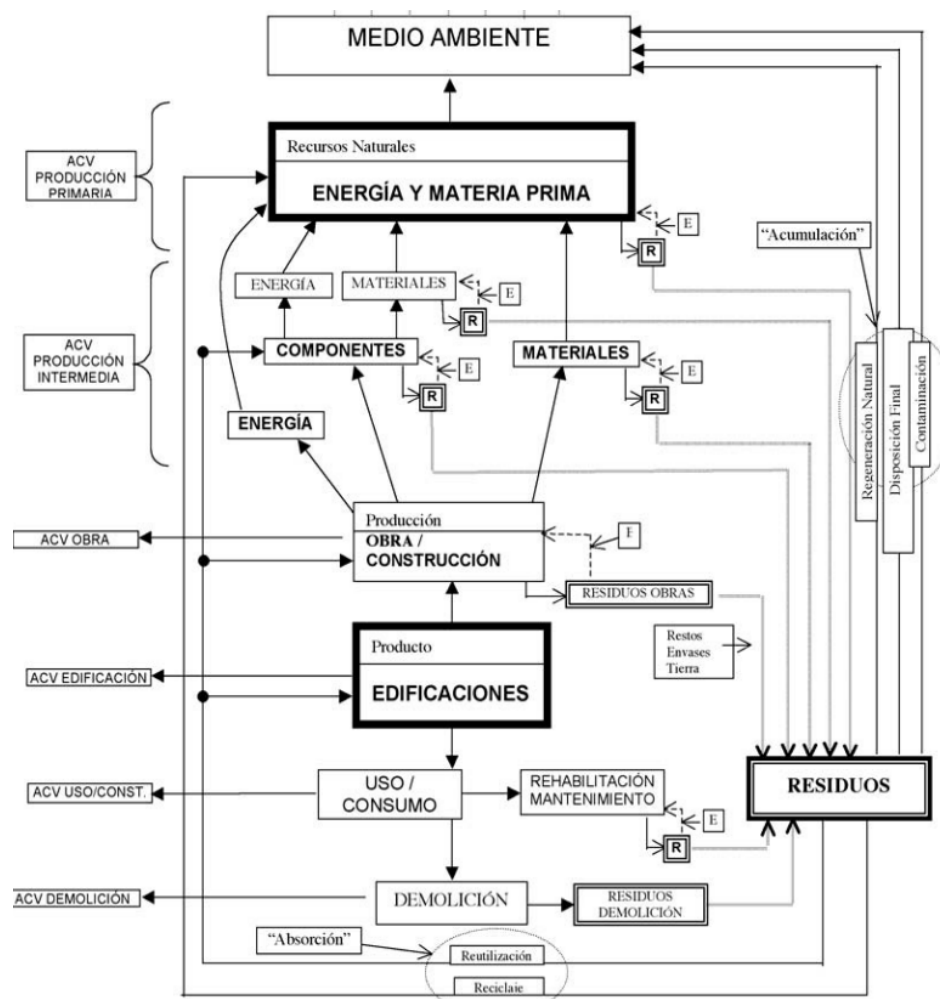 MEDIO AMBIENTE
Recursos Naturales
ENERGÍA Y MATERIA PRIMA
ACV
PRODUCCIÓN
PRIMARIA
E
R
"Acumulación"
ENERGÍA
MATERIALES
E
R
ACV
PRODUCCIÓN
INTERMEDIA
COMPONENTES
E
R
MATERIALES
E
R
Regeneración Natural
Disposición Final
Contaminación
ENERGÍA
Producción
OBRA /
CONSTRUCCIÓN
E
ACV OBRA
RESIDUOS OBRAS
Restos
Envases
Tierra
Producto
EDIFICACIONES
ACV EDIFICACIÓN
USO /
CONSUMO
REHABILITACIÓN
MANTENIMIENTO
E
R
RESIDUOS
ACV USO/CONST.
DEMOLICIÓN
RESIDUOS
DEMOLICIÓN
ACV DEMOLICIÓN
"Absorción"
Reutilización
Reciclaje